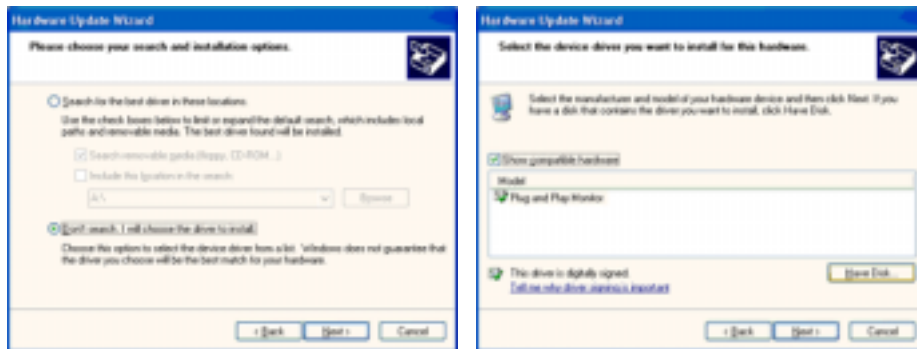 Hardware Update Wizard
Please choose your search and installation options.
Search for the best driver in these locations.
Use the check boxes below to limit or expand the default search, which includes local
paths and removable media. The best driver found will be installed.
Search removable media (floppy, CD-ROM...)
Include this location in the search:
A:\
Browse
Don't search. I will choose the driver to install.
Choose this option to select the device driver from a list. Windows does not guarantee that
the driver you choose will be the best match for your hardware.
< Back
Next >
Cancel
Hardware Update Wizard
Select the device driver you want to install for this hardware.
Select the manufacturer and model of your hardware device and then click Next. If you
have a disk that contains the driver you want to install, click Have Disk.
Show compatible hardware
Model
Plug and Play Monitor
This driver is digitally signed.
Tell me why driver signing is important
Have Disk...
< Back
Next >
Cancel